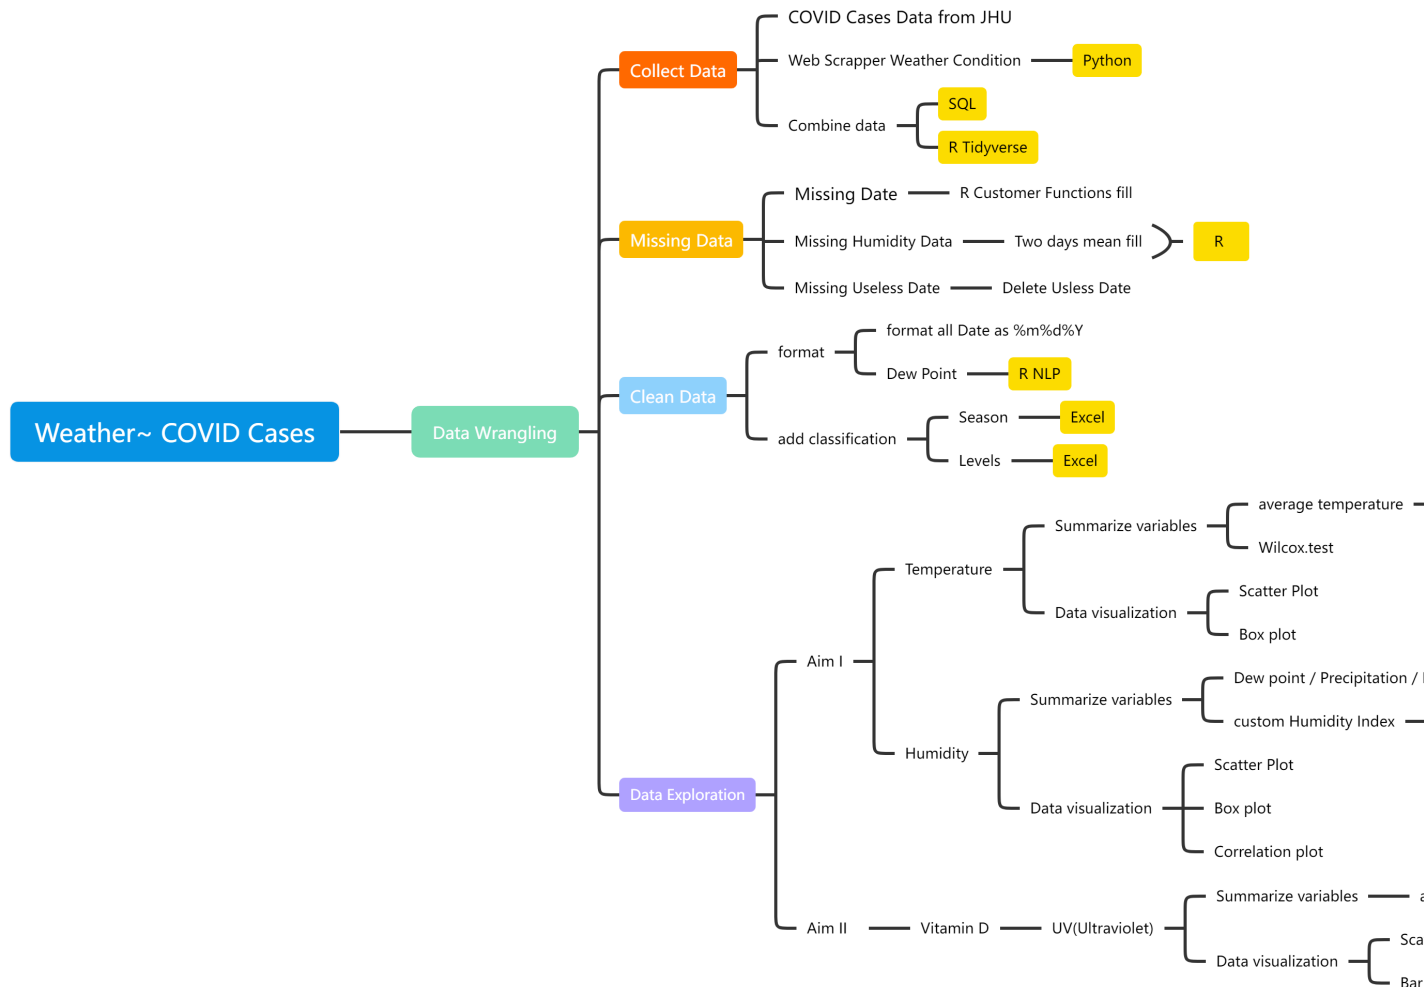 COVID Cases Data from JHU
Collect Data
Web Scrapper Weather Condition
Python
SQL
Combine data
R Tidyverse
Missing Date
R Customer Functions fill
Missing Data
Missing Humidity Data
Two days mean fill
R
Missing Useless Date
Delete Usless Date
format all Date as %m%d%Y
format
Dew Point
R NLP
Clean Data
Season
Excel
add classification
Levels
Excel
Weather~ COVID Cases
Data Wrangling
average temperature
Summarize variables
Wilcox.test
Temperature
Scatter Plot
Data visualization
Box plot
Aim I
Dew point / Precipitation /
Summarize variables
custom Humidity Index
Humidity
Scatter Plot
Data Exploration
Data visualization
Box plot
Correlation plot
Summarize variables
Aim II
Vitamin D
UV(Ultraviolet)
Data visualization
Bar